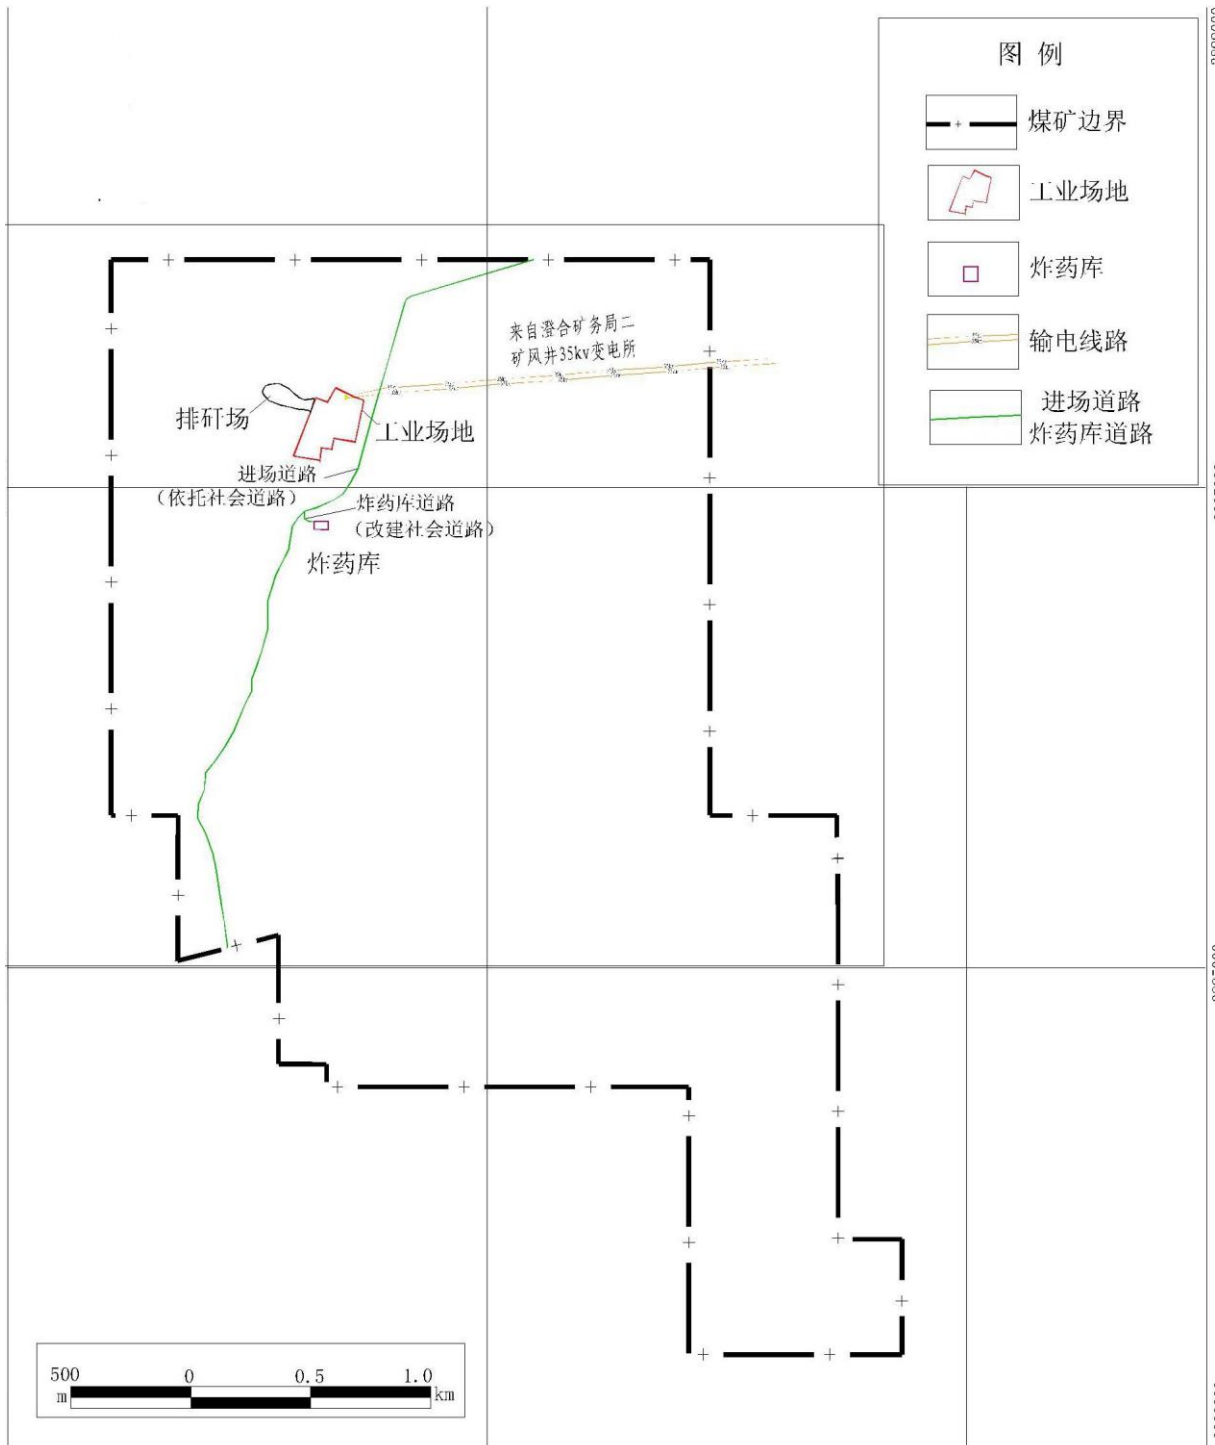 图 例
煤矿边界
工业场地
炸药库
输电线路
进场道路
炸药库道路
来自澄合矿务局二
矿风井35kv变电所
排矸场
工业场地
进场道路
(依托社会道路)
炸药库道路
(改建社会道路)
炸药库
500 0 0.5 1.0
m km